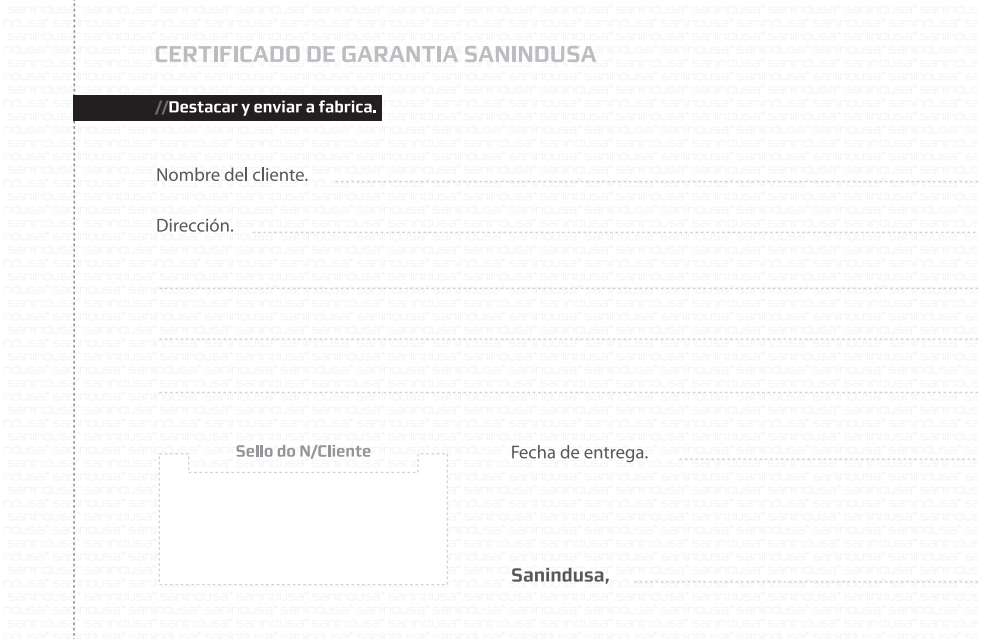 CERTIFICADO DE GARANTIA SANINDUSA
//Destacar y enviar a fabrica.
Nombre del cliente.
Dirección.
Sello do N/Cliente
Fecha de entrega.
Sanindusa,